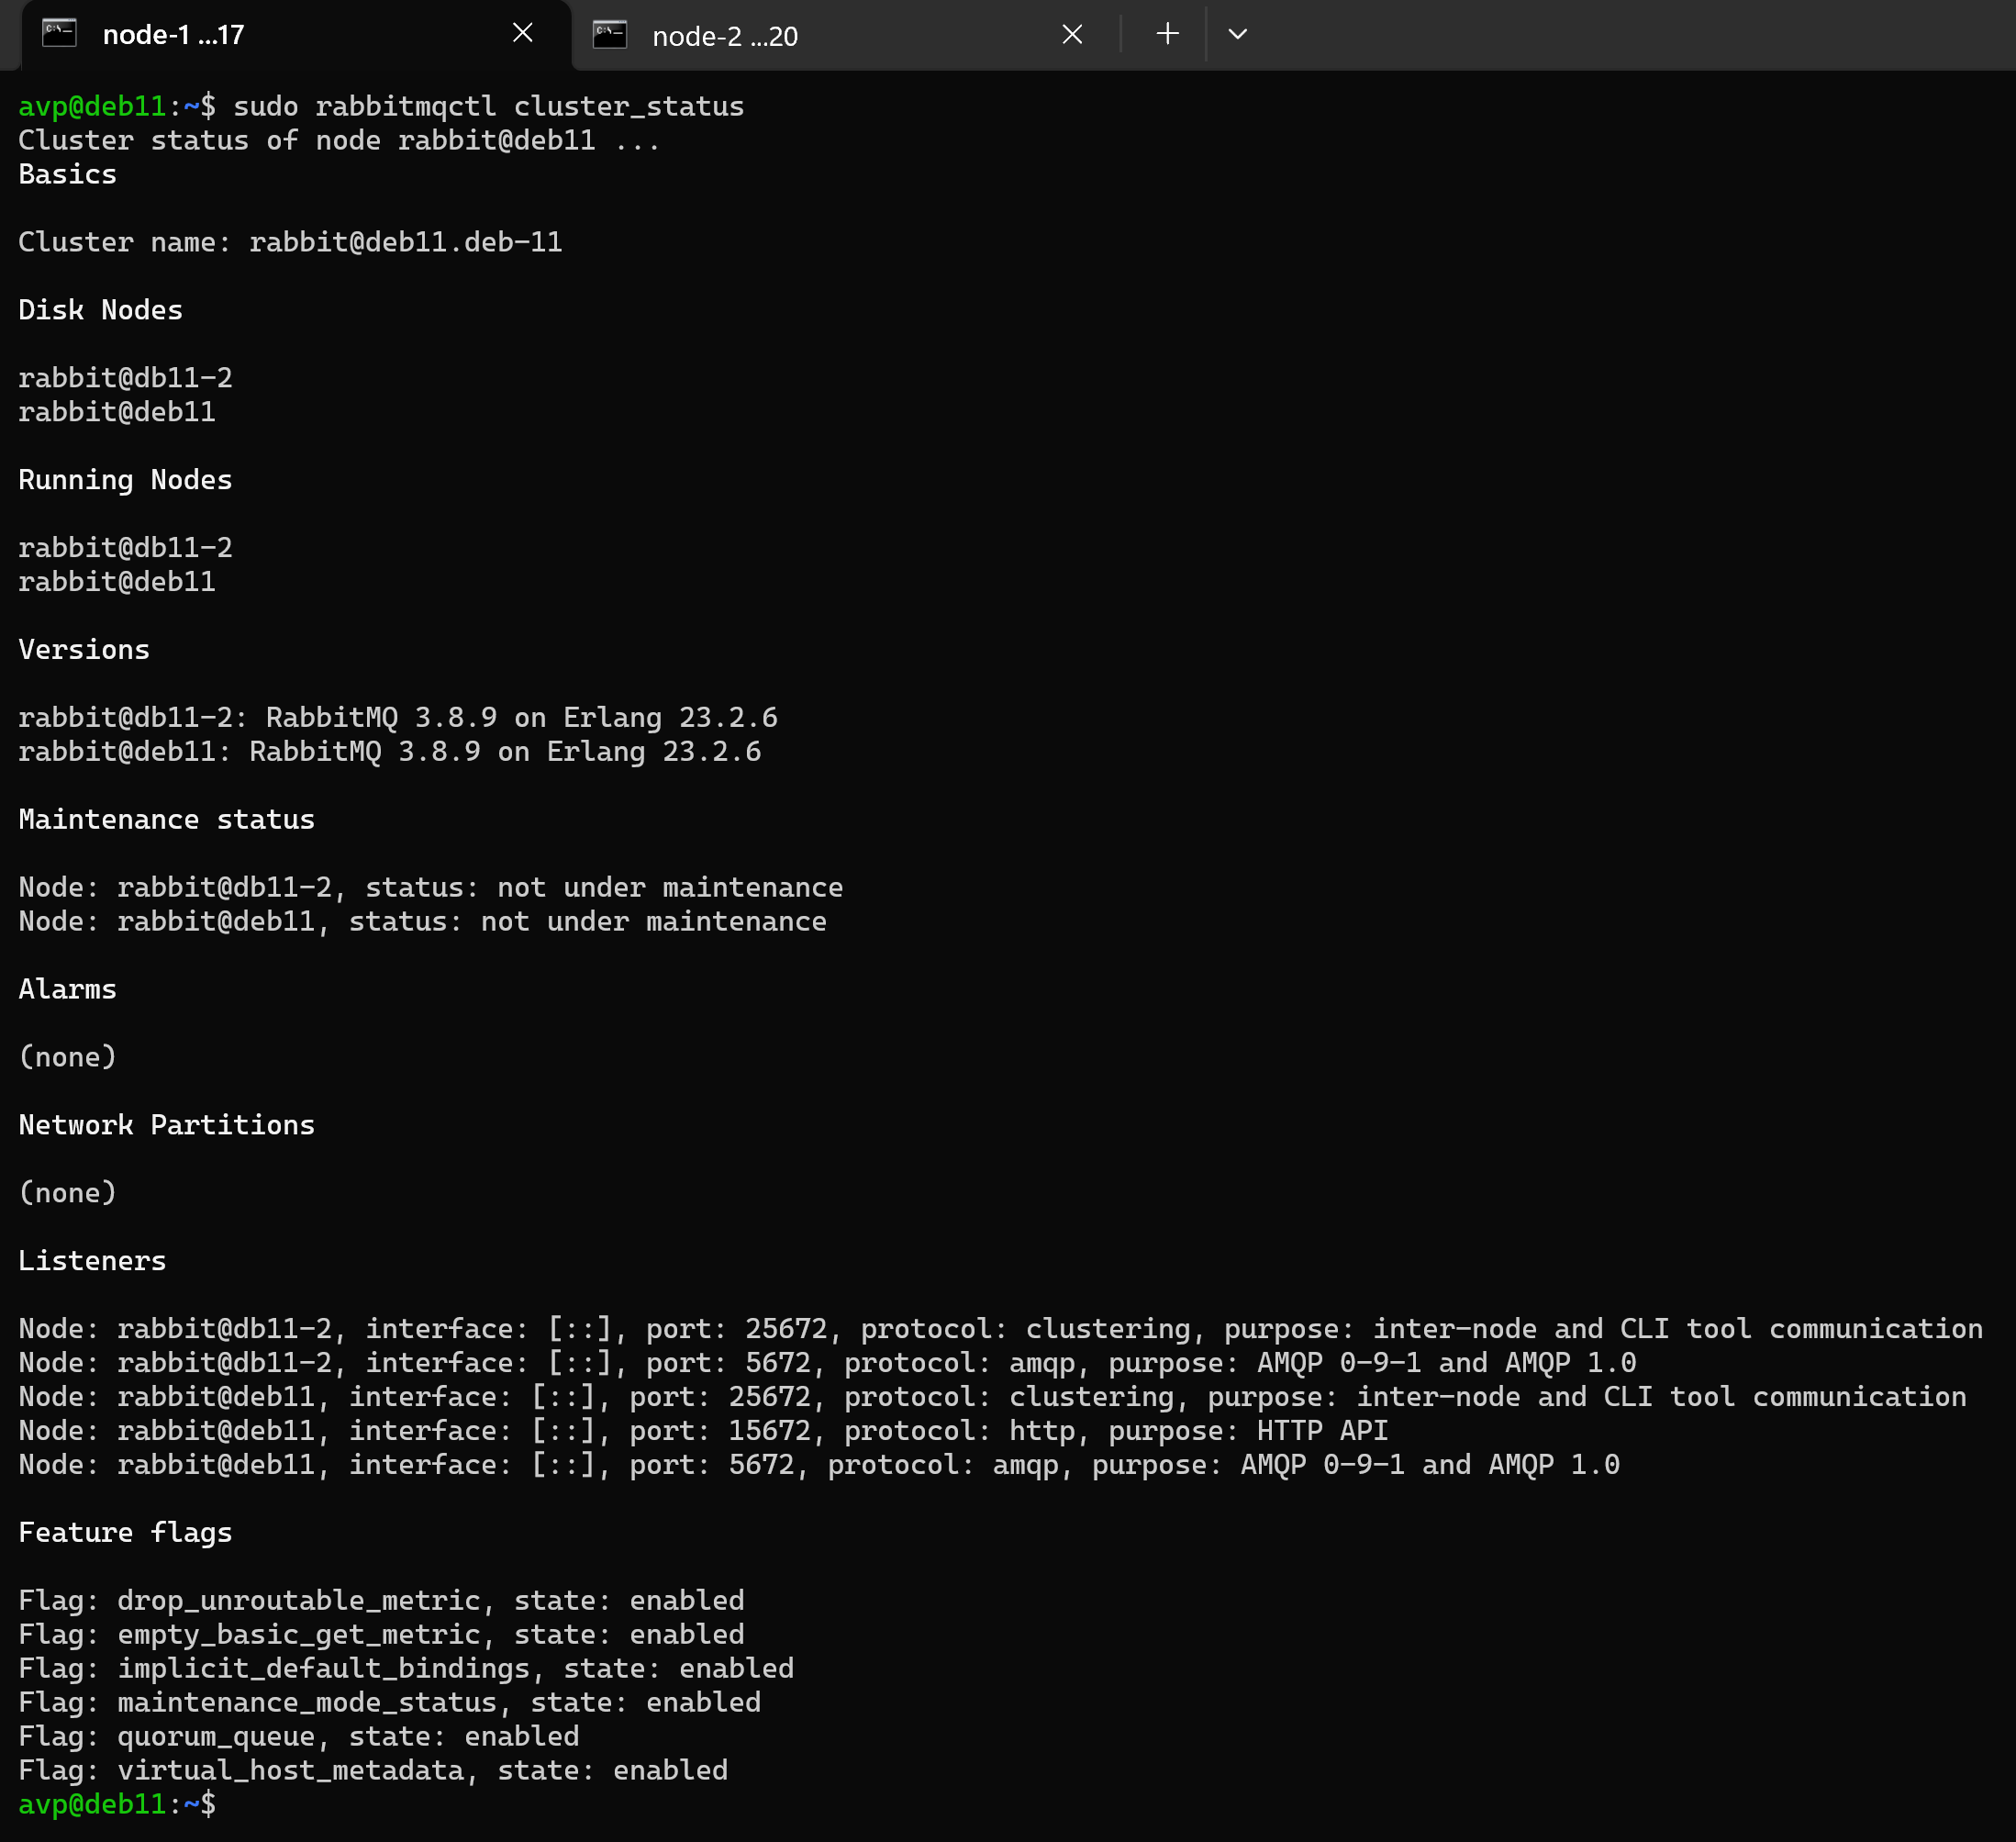 node-1 ...17
node-2 ...20
avp@deb11:~$ sudo rabbitmqctl cluster_status
Cluster status of node rabbit@deb11 ...
Basics
Cluster name: rabbit@deb11.deb-11
Disk Nodes
rabbit@db11-2
rabbit@deb11
Running Nodes
rabbit@db11-2
rabbit@deb11
Versions
rabbit@db11-2: RabbitMQ 3.8.9 on Erlang 23.2.6
rabbit@deb11: RabbitMQ 3.8.9 on Erlang 23.2.6
Maintenance status
Node: rabbit@db11-2, status: not under maintenance
Node: rabbit@deb11, status: not under maintenance
Alarms
(none)
Network Partitions
(none)
Listeners
Node: rabbit@db11-2, interface: [::], port: 25672, protocol: clustering, purpose: inter-node and CLI tool communication
Node: rabbit@db11-2, interface: [::], port: 5672, protocol: amqp, purpose: AMQP 0-9-1 and AMQP 1.0
Node: rabbit@deb11, interface: [::], port: 25672, protocol: clustering, purpose: inter-node and CLI tool communication
Node: rabbit@deb11, interface: [::], port: 15672, protocol: http, purpose: HTTP API
Node: rabbit@deb11, interface: [::], port: 5672, protocol: amqp, purpose: AMQP 0-9-1 and AMQP 1.0
Feature flags
Flag: drop_unroutable_metric, state: enabled
Flag: empty_basic_get_metric, state: enabled
Flag: implicit_default_bindings, state: enabled
Flag: maintenance_mode_status, state: enabled
Flag: quorum_queue, state: enabled
Flag: virtual_host_metadata, state: enabled
avp@deb11:~$